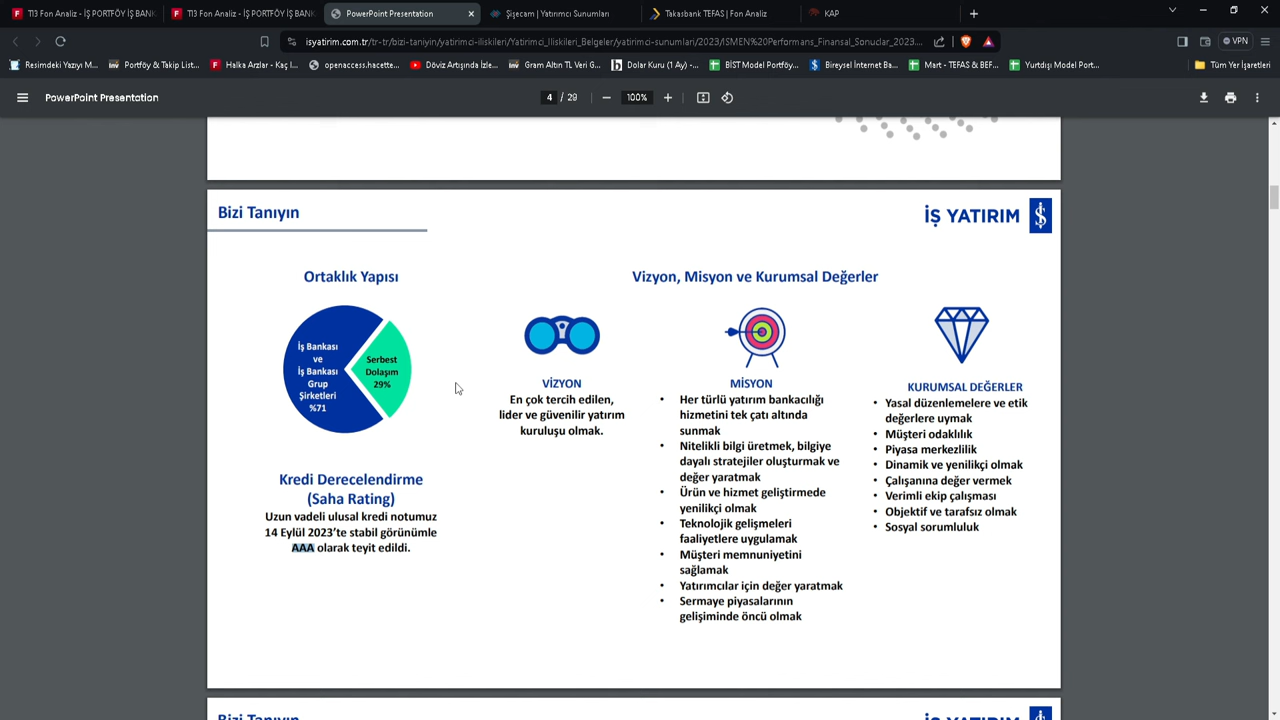 TI3 Fon Analiz - İŞ PORTFÖY İŞ BANK
TI3 Fon Analiz - İŞ PORTFÖY İŞ BANK
PowerPoint Presentation
Şişecam | Yatırımcı Sunumları
Takasbank TEFAS | Fon Analiz
KAP
isyatirim.com.tr/tr-tr/bizi-taniyin/yatirimci-iliskileri/Yatirimci_Iliskileri_Belgeler/yatirimci-sunumlari/2023/ISMEN%20Performans_Finansal_Sonuclar_2023...
VPN
Resimdeki Yazıyı M...
Portföy & Takip List...
Halka Arzlar - Kaç l...
openaccess.hacette...
Döviz Artışında İzle...
Gram Altın TL Veri G...
Dolar Kuru (1 Ay) -...
BİST Model Portföy...
Bireysel İnternet Ba...
Mart - TEFAS & BEF...
Yurtdışı Model Port...
Tüm Yer İşaretleri
PowerPoint Presentation
4 / 29
100%
Bizi Tanıyın
İŞ YATIRIM
Ortaklık Yapısı
İş Bankası
ve
İş Bankası
Grup
Şirketleri
%71
Serbest
Dolaşım
29%
Kredi Derecelendirme
(Saha Rating)
Uzun vadeli ulusal kredi notumuz
14 Eylül 2023'te stabil görünümle
AAA olarak teyit edildi.
Vizyon, Misyon ve Kurumsal Değerler
VİZYON
En çok tercih edilen,
lider ve güvenilir yatırım
kuruluşu olmak.
MİSYON
• Her türlü yatırım bankacılığı
hizmetini tek çatı altında
sunmak
• Nitelikli bilgi üretmek, bilgiye
dayalı stratejiler oluşturmak ve
değer yaratmak
• Ürün ve hizmet geliştirmede
yenilikçi olmak
• Teknolojik gelişmeleri
faaliyetlere uygulamak
• Müşteri memnuniyetini
sağlamak
• Yatırımcılar için değer yaratmak
• Sermaye piyasalarının
gelişiminde öncü olmak
KURUMSAL DEĞERLER
• Yasal düzenlemelere ve etik
değerlere uymak
• Müşteri odaklılık
• Piyasa merkezlilik
• Dinamik ve yenilikçi olmak
• Çalışanına değer vermek
• Verimli ekip çalışması
• Objektif ve tarafsız olmak
• Sosyal sorumluluk
Bizi Tanıyın
İŞ YATIRIM